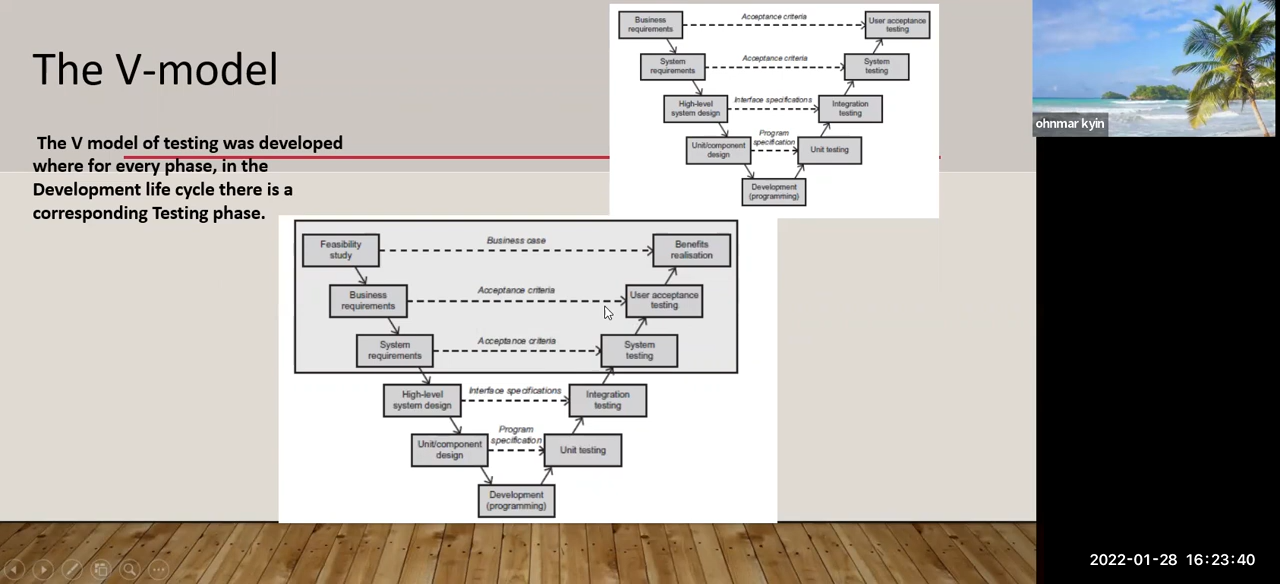 The V-model
The V model of testing was developed
where for every phase, in the
Development life cycle there is a
corresponding Testing phase.
Business
requirements
Acceptance criteria
User acceptance
testing
System
requirements
Acceptance criteria
System
testing
High-level
system design
Interface specifications
Integration
testing
Unit/component
design
Program
specification
Unit testing
Development
(programming)
Feasibility
study
Business case
Benefits
realisation
Business
requirements
Acceptance criteria
User acceptance
testing
System
requirements
Acceptance criteria
System
testing
High-level
system design
Interface specifications
Integration
testing
Unit/component
design
Program
specification
Unit testing
Development
(programming)
ohnmar kyin
2022-01-28 16:23:40